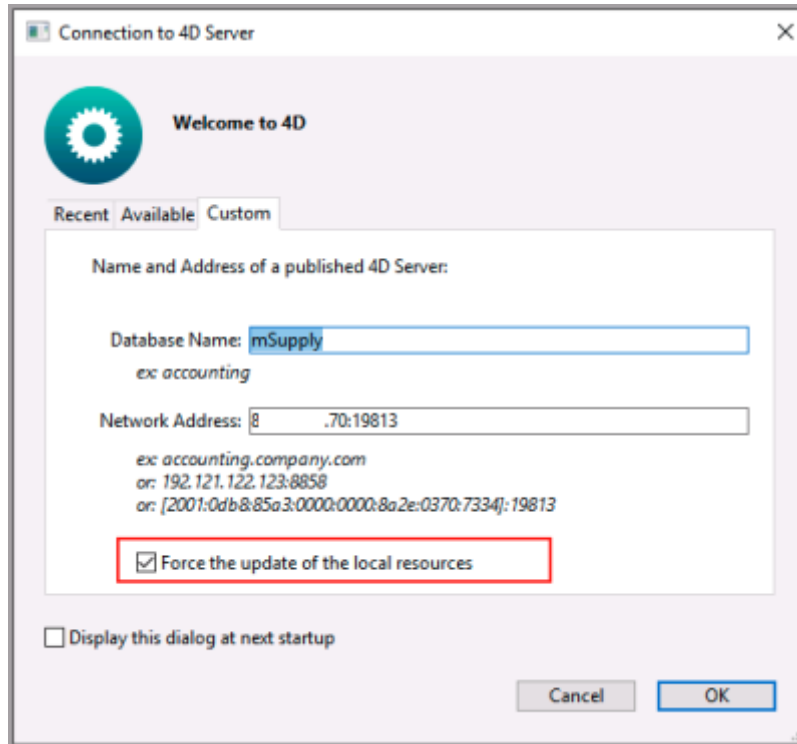 Connection to 4D Server
Welcome to 4D
Recent Available Custom
Name and Address of a published 4D Server:
Database Name: mSupply
ex: accounting
Network Address: 8 .70:19813
ex: accounting.company.com
or: 192.121.122.123:8858
or: [2001:0db8:85a3:0000:0000:8a2e:0370:7334]:19813
Force the update of the local resources
Display this dialog at next startup
Cancel OK